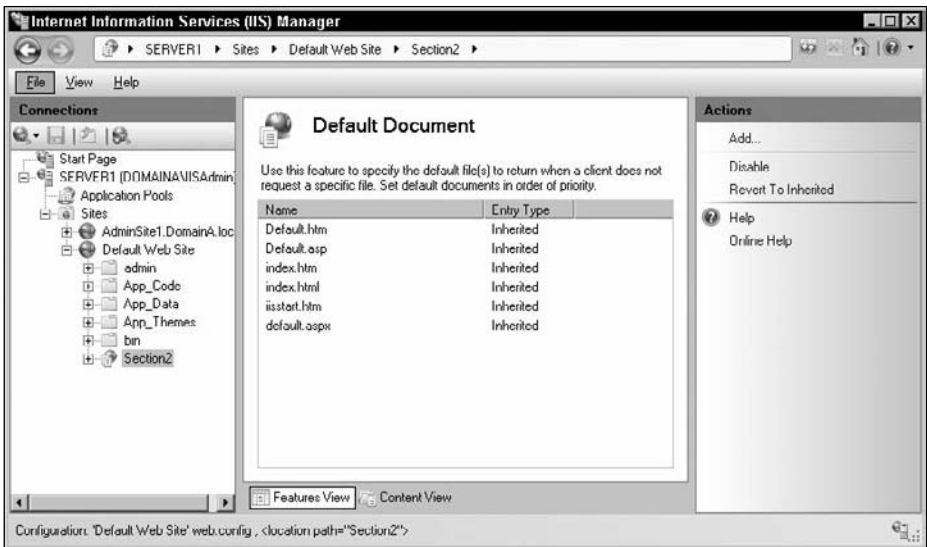 Internet Information Services (IIS) Manager
SERVER1 Sites Default Web Site Section2
File View Help
Connections
Start Page
SERVER1 (DOMAINA\IISAdmin)
Application Pools
Sites
AdminSite1.DomainA.loc
Default Web Site
admin
App_Code
App_Data
App_Themes
bin
Section2
Default Document
Use this feature to specify the default file(s) to return when a client does not
request a specific file. Set default documents in order of priority.
Name Entry Type
Default.htm Inherited
Default.asp Inherited
index.htm Inherited
index.html Inherited
iisstart.htm Inherited
default.aspx Inherited
Features View Content View
Actions
Add...
Disable
Revert To Inherited
Help
Online Help
Configuration: 'Default Web Site' web.config , <location path="Section2">